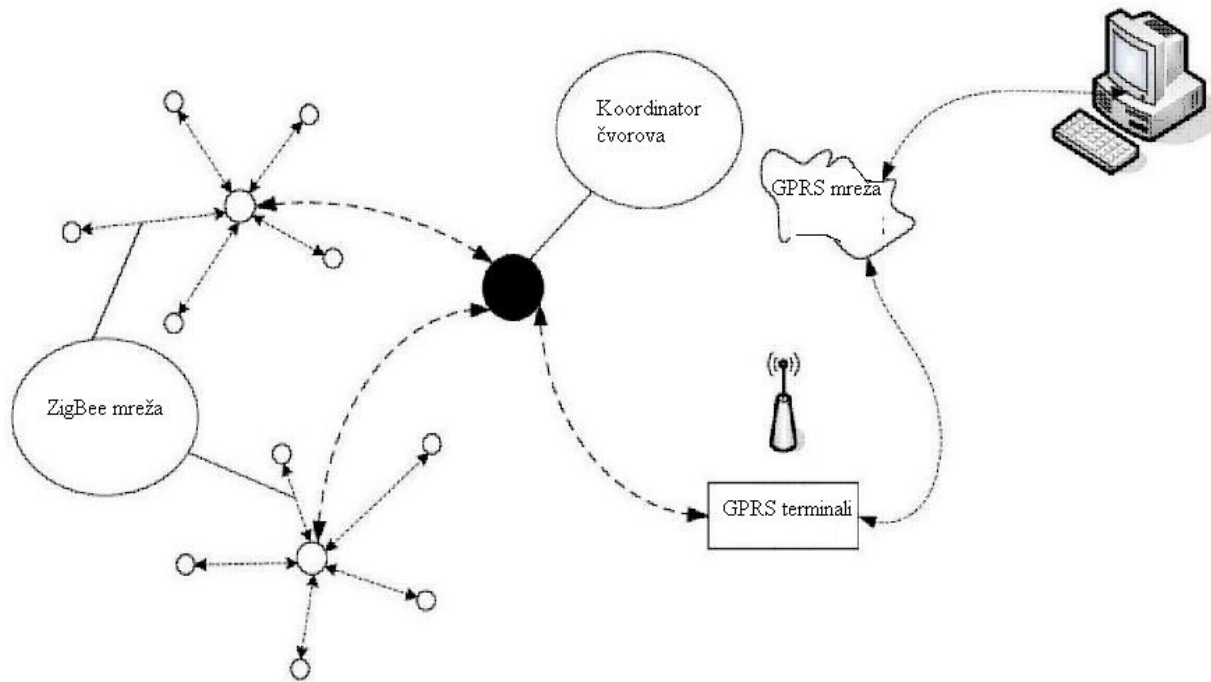 Koordinator
čvorova
GPRS mreža
ZigBee mreža
GPRS terminali